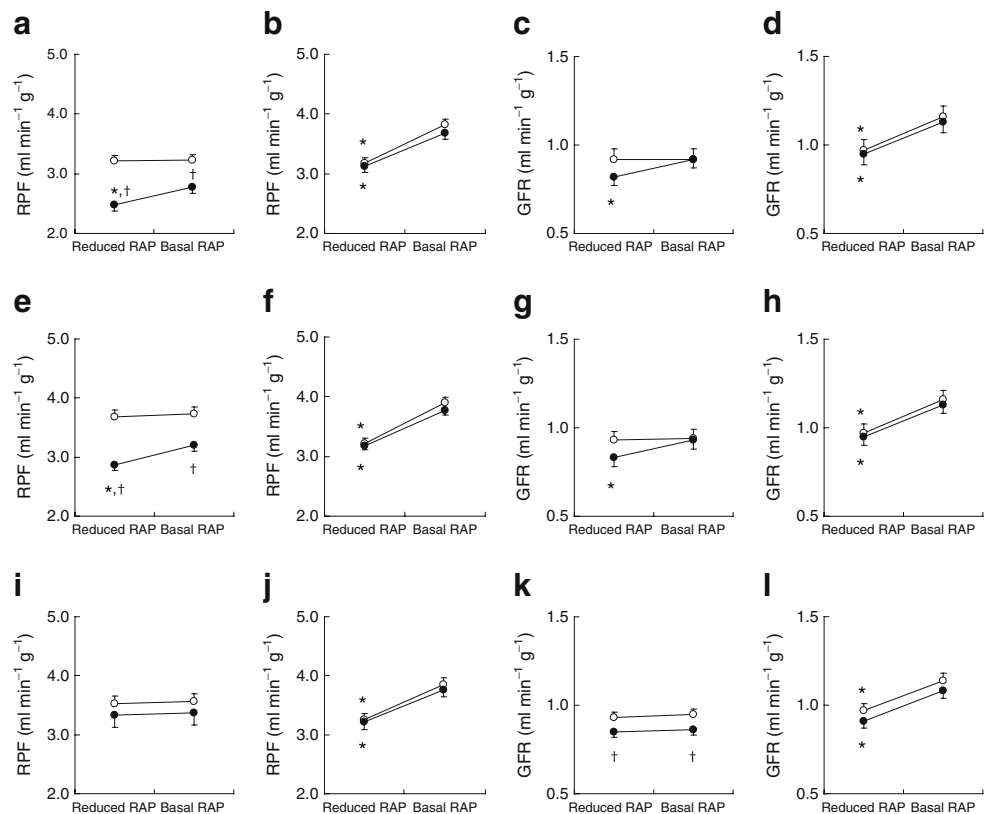 a
b
c
d
RPF (ml min⁻¹ g⁻¹)
5.0
4.0
3.0
2.0
*,†
†
Reduced RAP Basal RAP
RPF (ml min⁻¹ g⁻¹)
5.0
4.0
3.0
2.0
*
*
Reduced RAP Basal RAP
GFR (ml min⁻¹ g⁻¹)
1.5
1.0
0.5
*
Reduced RAP Basal RAP
GFR (ml min⁻¹ g⁻¹)
1.5
1.0
0.5
*
*
Reduced RAP Basal RAP
e
f
g
h
RPF (ml min⁻¹ g⁻¹)
5.0
4.0
3.0
2.0
*,†
†
Reduced RAP Basal RAP
RPF (ml min⁻¹ g⁻¹)
5.0
4.0
3.0
2.0
*
*
Reduced RAP Basal RAP
GFR (ml min⁻¹ g⁻¹)
1.5
1.0
0.5
*
Reduced RAP Basal RAP
GFR (ml min⁻¹ g⁻¹)
1.5
1.0
0.5
*
*
Reduced RAP Basal RAP
i
j
k
l
RPF (ml min⁻¹ g⁻¹)
5.0
4.0
3.0
2.0
Reduced RAP Basal RAP
RPF (ml min⁻¹ g⁻¹)
5.0
4.0
3.0
2.0
*
*
Reduced RAP Basal RAP
GFR (ml min⁻¹ g⁻¹)
1.5
1.0
0.5
†
†
Reduced RAP Basal RAP
GFR (ml min⁻¹ g⁻¹)
1.5
1.0
0.5
*
*
Reduced RAP Basal RAP